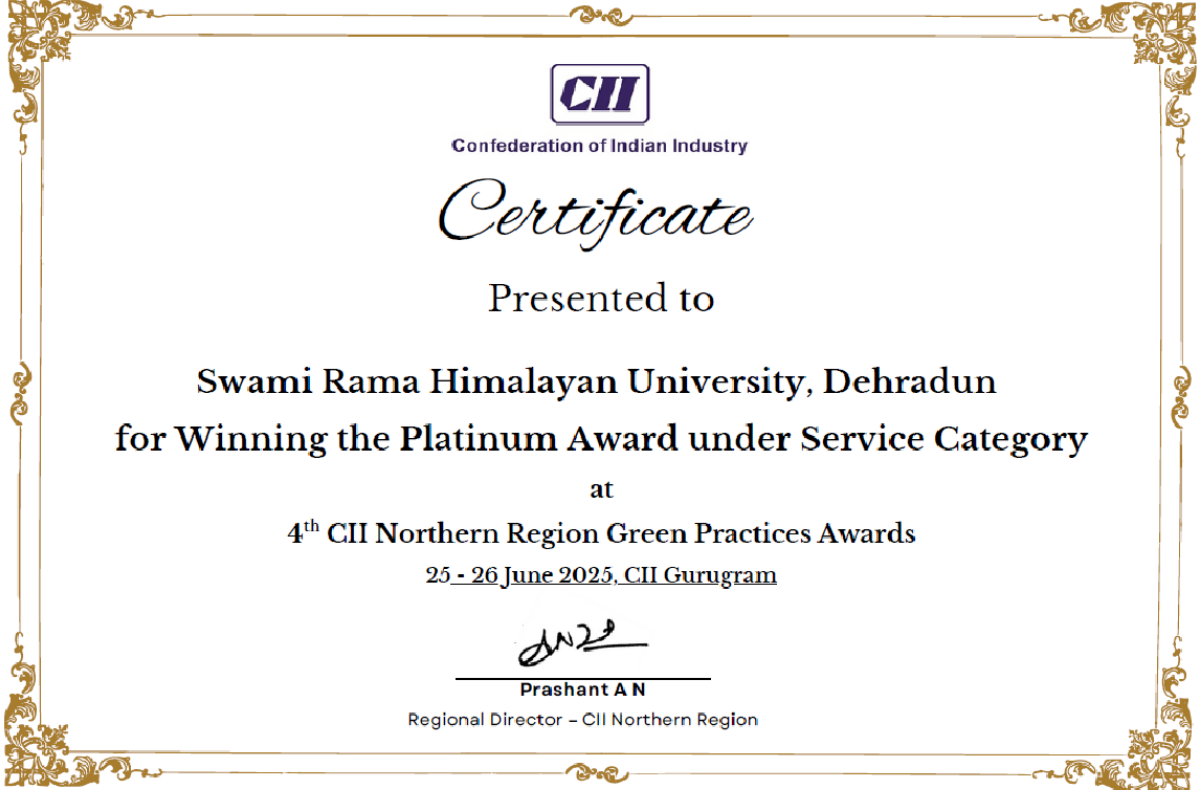 CII
Confederation of Indian Industry
Certificate
Presented to
Swami Rama Himalayan University, Dehradun
for Winning the Platinum Award under Service Category
at
4th CII Northern Region Green Practices Awards
25 - 26 June 2025, CII Gurugram
Prashant A N
Regional Director – CII Northern Region